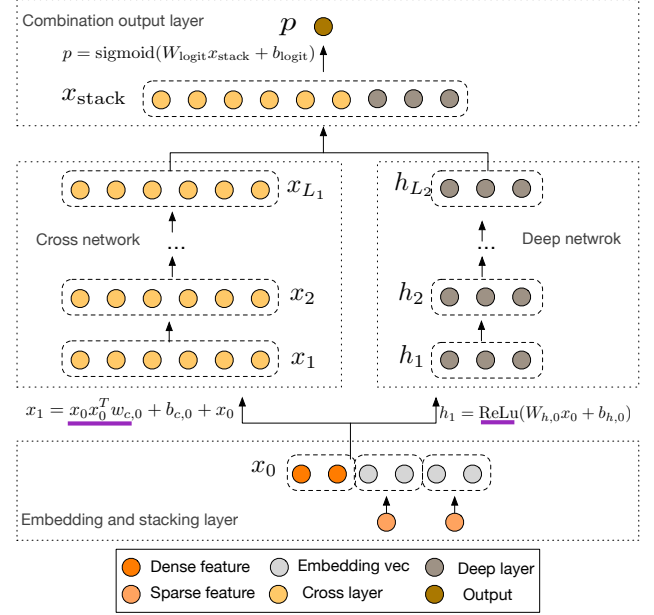 Combination output layer
p
p = sigmoid(W_logit x_stack + b_logit)
x_stack
x_{L_1}
h_{L_2}
Cross network
...
...
Deep netwrok
x_2
h_2
x_1
h_1
x_1 = x_0 x_0^T w_{c,0} + b_{c,0} + x_0
h_1 = ReLu(W_{h,0} x_0 + b_{h,0})
x_0
Embedding and stacking layer
Dense feature
Embedding vec
Deep layer
Sparse feature
Cross layer
Output